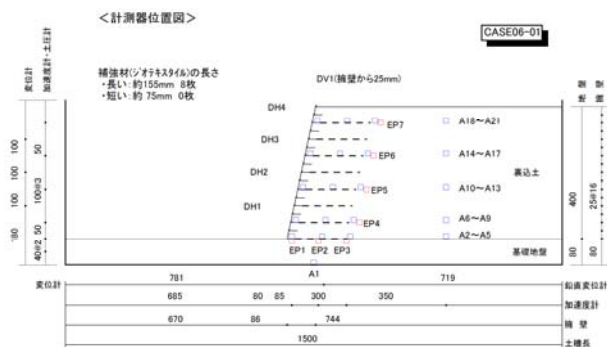 ＜計測器位置図＞
CASE06-01
補強材(ジオテキスタイル)の長さ
・長い：約155mm 8枚
・短い：約 75mm 0枚
DV1(擁壁から25mm)
変位計
加速度計・土圧計
地 盤
擁 壁
DH4
EP7
A18～A21
DH3
100
50
EP6
A14～A17
DH2
100
100@3
裏込土
EP5
A10～A13
400
25@16
DH1
100
50
EP4
A6～A9
80
40@2
A2～A5
EP1 EP2 EP3
基礎地盤
80
80
A1
変位計
781
719
鉛直変位計
685
80
85
300
350
加速度計
670
86
744
擁 壁
1500
土槽長